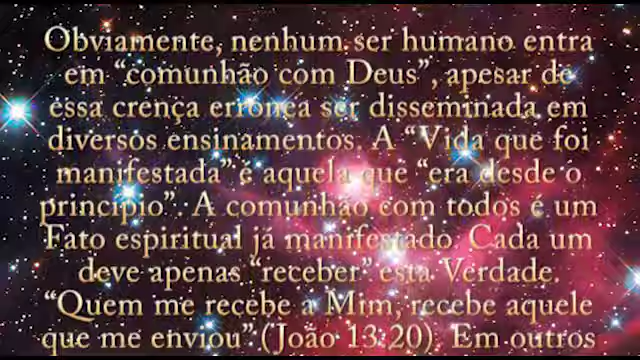 Obviamente, nenhum ser humano entra
em “comunhão com Deus”, apesar de
essa crença errônea ser disseminada em
diversos ensinamentos. A “Vida que foi
manifestada” é aquela que “era desde o
princípio”. A comunhão com todos é um
Fato espiritual já manifestado. Cada um
deve apenas “receber” esta Verdade.
“Quem me recebe a Mim, recebe aquele
que me enviou” (João 13:20). Em outros